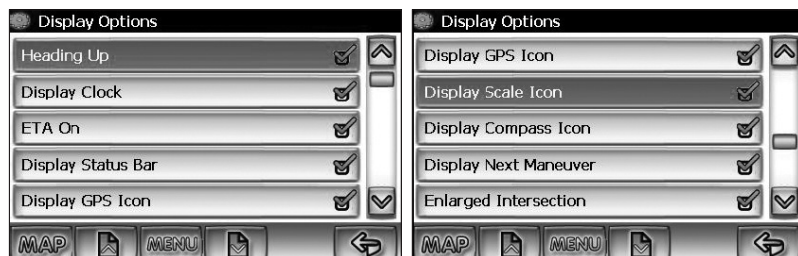 Display Options
Heading Up
Display Clock
ETA On
Display Status Bar
Display GPS Icon
MAP
MENU
Display Options
Display GPS Icon
Display Scale Icon
Display Compass Icon
Display Next Maneuver
Enlarged Intersection
MAP
MENU